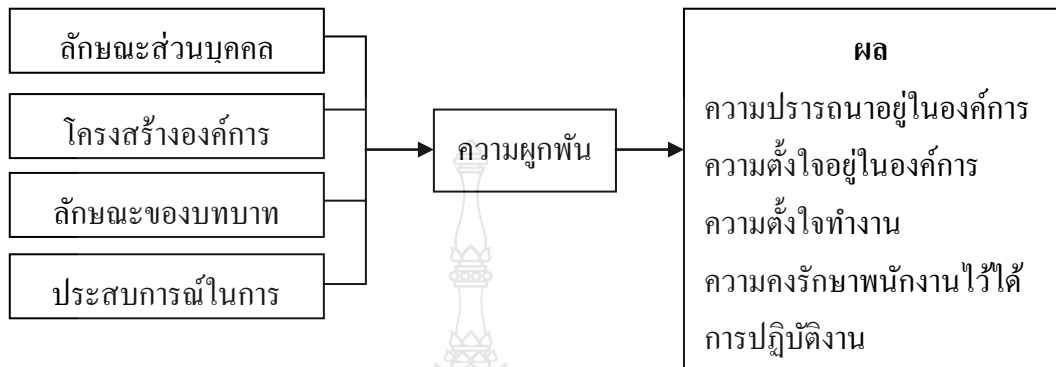 ลักษณะส่วนบุคคล
โครงสร้างองค์การ
ลักษณะของบทบาท
ประสบการณ์ในการ
ความผูกพัน
ผล
ความปรารถนาอยู่ในองค์การ
ความตั้งใจอยู่ในองค์การ
ความตั้งใจทำงาน
ความคงรักษาพนักงานไว้ได้
การปฏิบัติงาน